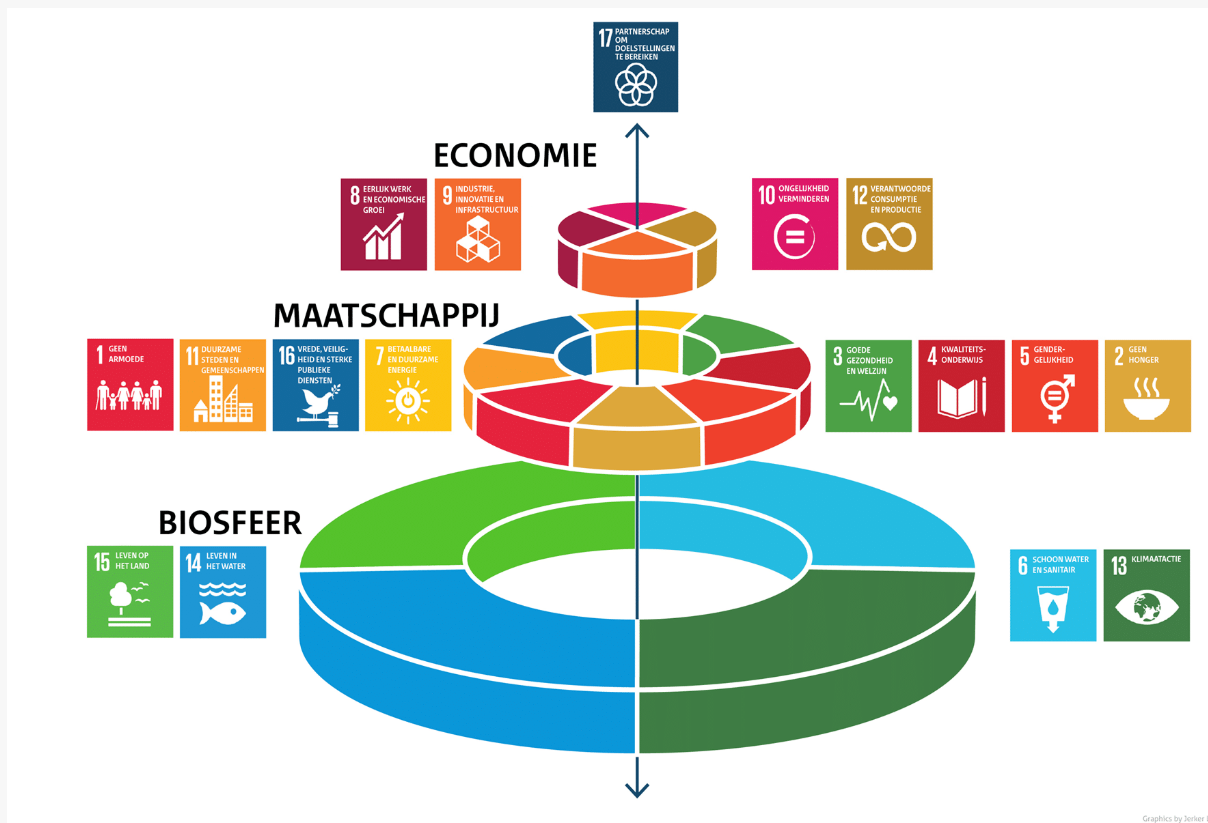 17 PARTNERSCHAP
OM
DOELSTELLINGEN
TE BEREIKEN
ECONOMIE
8 EERLIJK WERK
EN ECONOMISCHE
GROEI
9 INDUSTRIE,
INNOVATIE EN
INFRASTRUCTUUR
10 ONGELIJKHEID
VERMINDEREN
12 VERANTWOORDE
CONSUMPTIE
EN PRODUCTIE
MAATSCHAPPIJ
1 GEEN
ARMOEDE
11 DUURZAME
STEDEN EN
GEMEENSCHAPPEN
16 VREDE, VEILIG-
HEID EN STERKE
PUBLIEKE
DIENSTEN
7 BETAALBARE
EN DUURZAME
ENERGIE
3 GOEDE
GEZONDHEID
EN WELZIJN
4 KWALITEITS-
ONDERWIJS
5 GENDER-
GELIJKHEID
2 GEEN
HONGER
BIOSFEER
15 LEVEN OP
HET LAND
14 LEVEN IN
HET WATER
6 SCHOON WATER
EN SANITAIR
13 KLIMAATACTIE
Graphics by Jerker